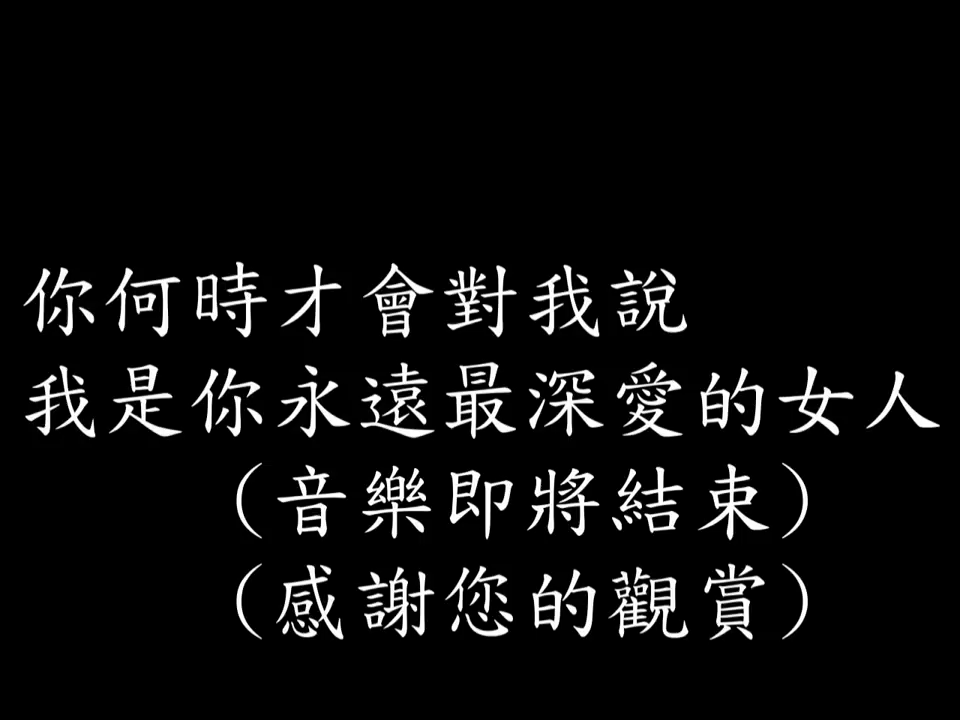 你何時才會對我說
我是你永遠最深愛的女人
（音樂即將結束）
（感謝您的觀賞）